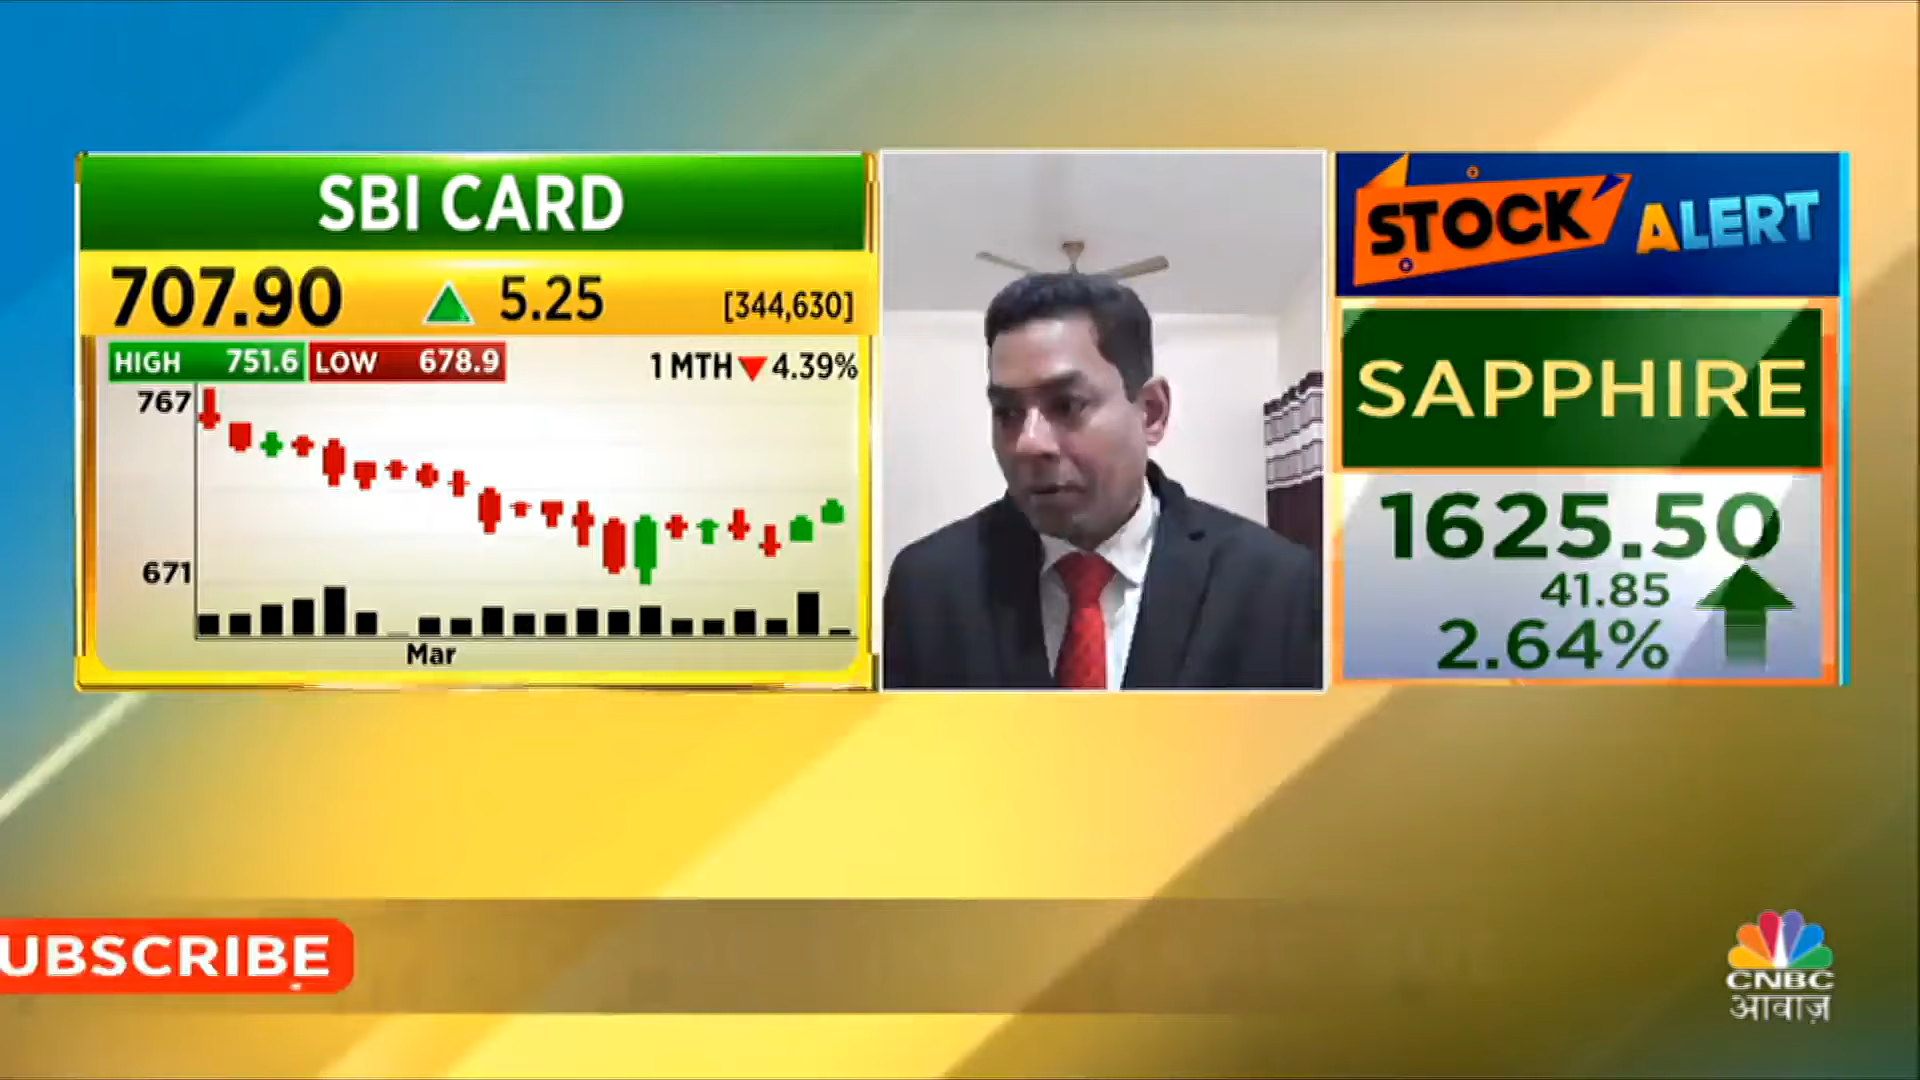 SBI CARD
707.90 5.25 [344,630]
HIGH 751.6 LOW 678.9 1 MTH 4.39%
767
671
Mar
STOCK ALERT
SAPPHIRE
1625.50
41.85
2.64%
UBSCRIBE
CNBC
आवाज़